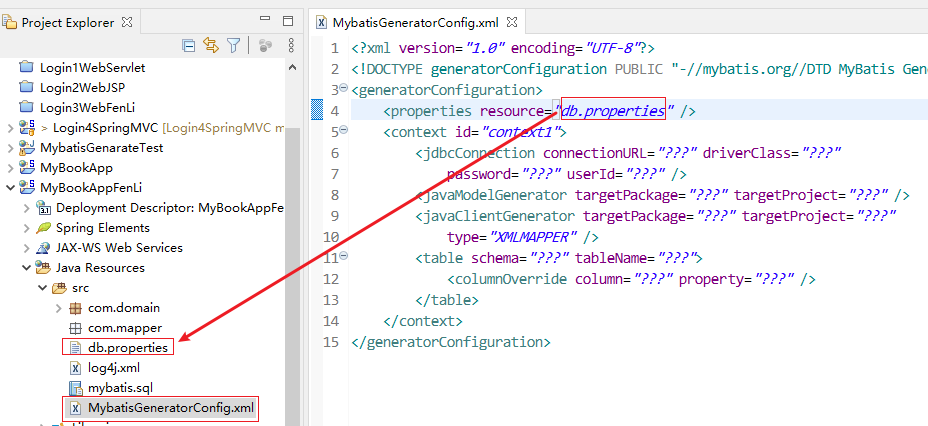 Project Explorer
Login1WebServlet
Login2WebJSP
Login3WebFenLi
> Login4SpringMVC [Login4SpringMVC m
MybatisGenarateTest
MyBookApp
MyBookAppFenLi
Deployment Descriptor: MyBookAppFe
Spring Elements
JAX-WS Web Services
Java Resources
src
com.domain
com.mapper
db.properties
log4j.xml
mybatis.sql
MybatisGeneratorConfig.xml
MybatisGeneratorConfig.xml
1 <?xml version="1.0" encoding="UTF-8"?>
2 <!DOCTYPE generatorConfiguration PUBLIC "-//mybatis.org//DTD MyBatis Gene
3 <generatorConfiguration>
4 <properties resource="db.properties" />
5 <context id="context1">
6 <jdbcConnection connectionURL="???" driverClass="???"
7 password="???" userId="???" />
8 <javaModelGenerator targetPackage="???" targetProject="???" />
9 <javaClientGenerator targetPackage="???" targetProject="???"
10 type="XMLMAPPER" />
11 <table schema="???" tableName="???">
12 <columnOverride column="???" property="???" />
13 </table>
14 </context>
15 </generatorConfiguration>